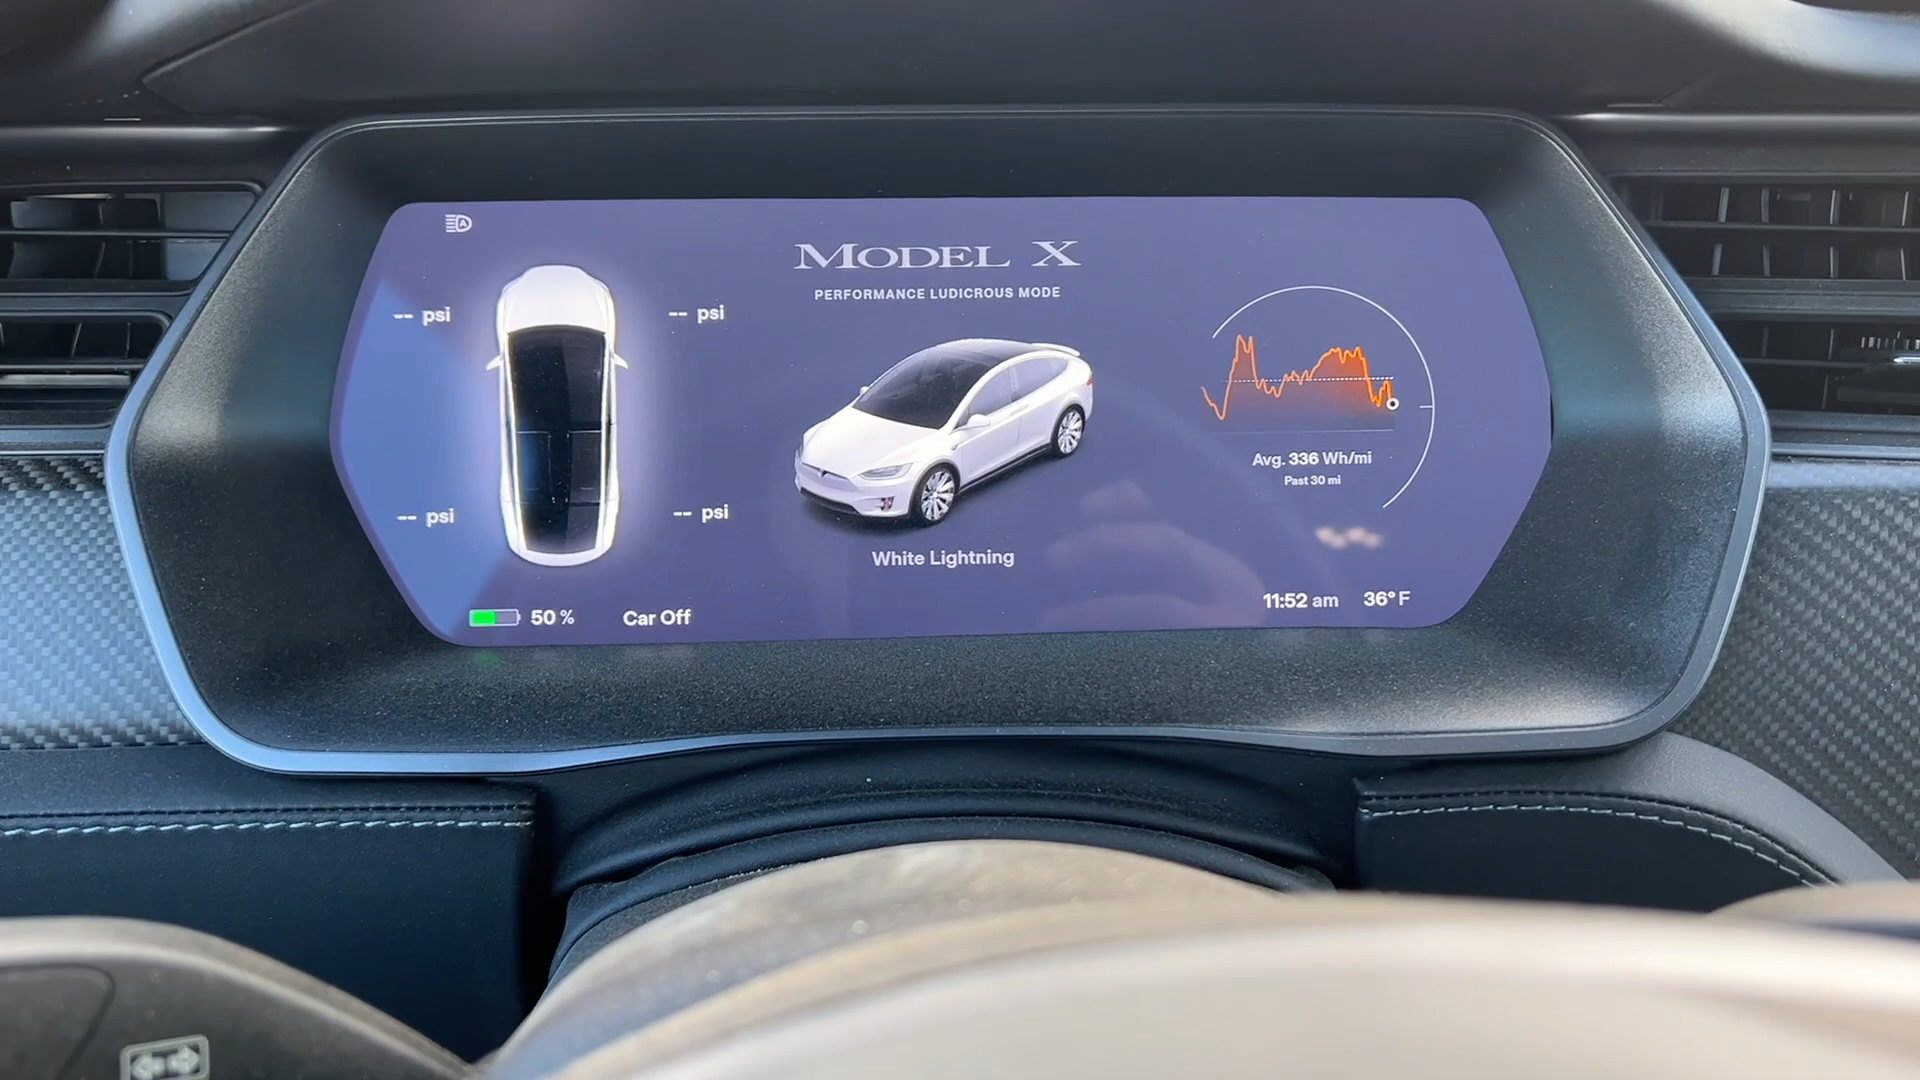 MODEL X
PERFORMANCE LUDICROUS MODE
-- psi
-- psi
-- psi
-- psi
Avg. 336 Wh/mi
Past 30 mi
White Lightning
50 %
Car Off
11:52 am
36° F